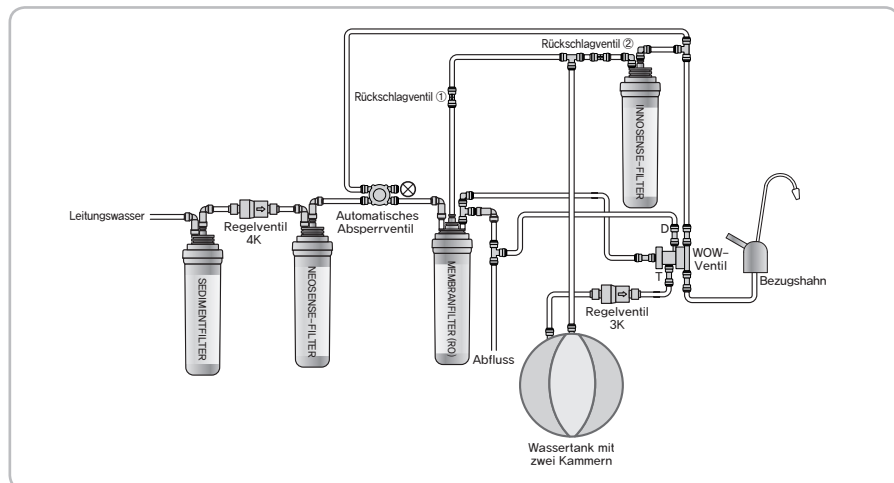 Rückschlagventil ②
Rückschlagventil ①
INNOSENSE-FILTER
Leitungswasser
Regelventil
4K
Automatisches
Absperrventil
D
WOW-
Ventil
T
Bezugshahn
SEDIMENTFILTER
NEOSENSE-FILTER
MEMBRANFILTER (RO)
Regelventil
3K
Abfluss
Wassertank mit
zwei Kammern